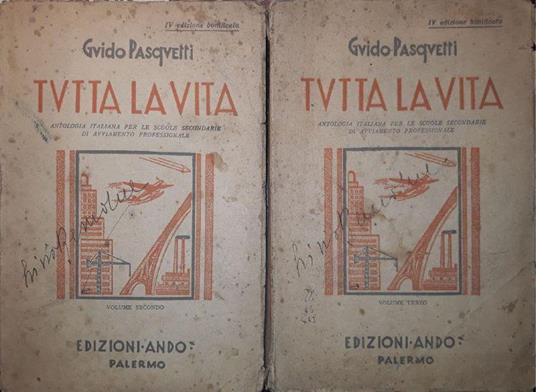 IV edizione bonificata
GVIDO PASQVETTI
TVTTA LA VITA
ANTOLOGIA ITALIANA PER LE SCUOLE SECONDARIE
DI AVVIAMENTO PROFESSIONALE
VOLUME SECONDO
EDIZIONI·ANDO'
PALERMO
IV edizione bonificata
GVIDO PASQVETTI
TVTTA LA VITA
ANTOLOGIA ITALIANA PER LE SCUOLE SECONDARIE
DI AVVIAMENTO PROFESSIONALE
VOLUME TERZO
EDIZIONI·ANDO'
PALERMO